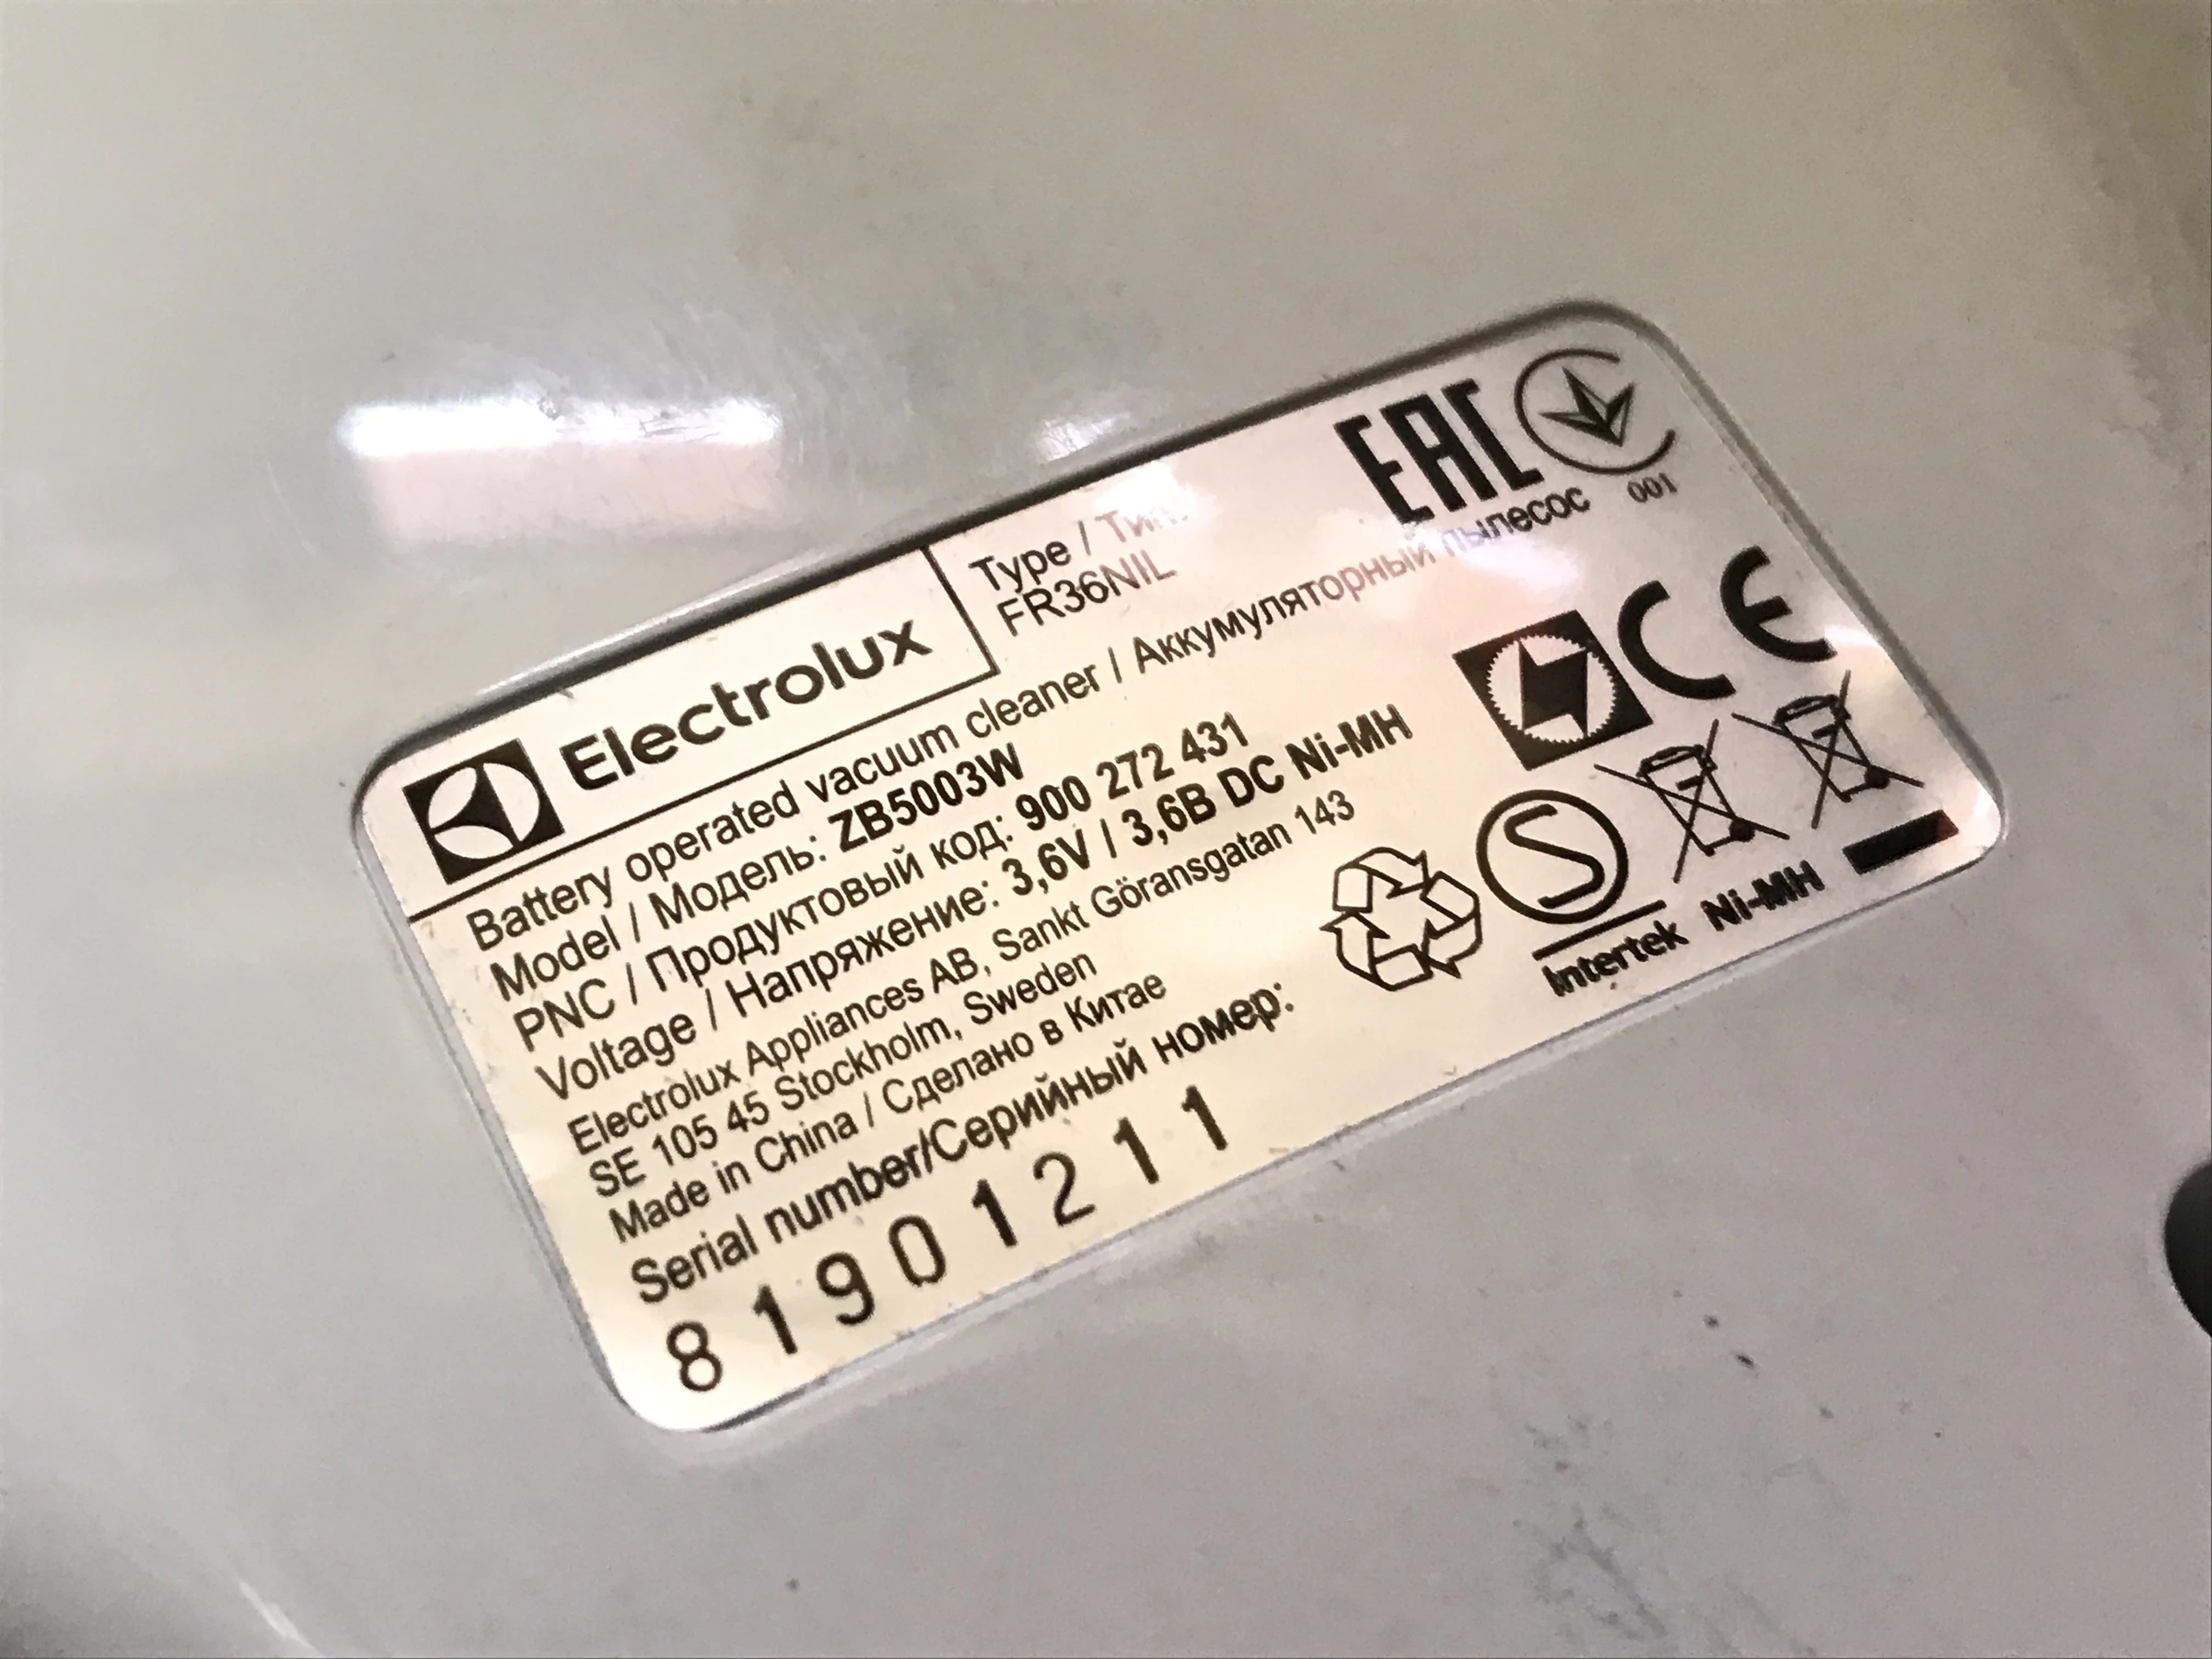 Electrolux
Type / Тип:
FR36NIL
EAC
001
Battery operated vacuum cleaner / Аккумуляторный пылесос
Model / Модель: ZB5003W
PNC / Продуктовый код: 900 272 431
Voltage / Напряжение: 3,6V / 3,6В DC Ni-MH
Electrolux Appliances AB, Sankt Göransgatan 143
SE 105 45 Stockholm, Sweden
Made in China / Сделано в Китае
Serial number/Серийный номер:
81901211
CE
S
Intertek
Ni-MH